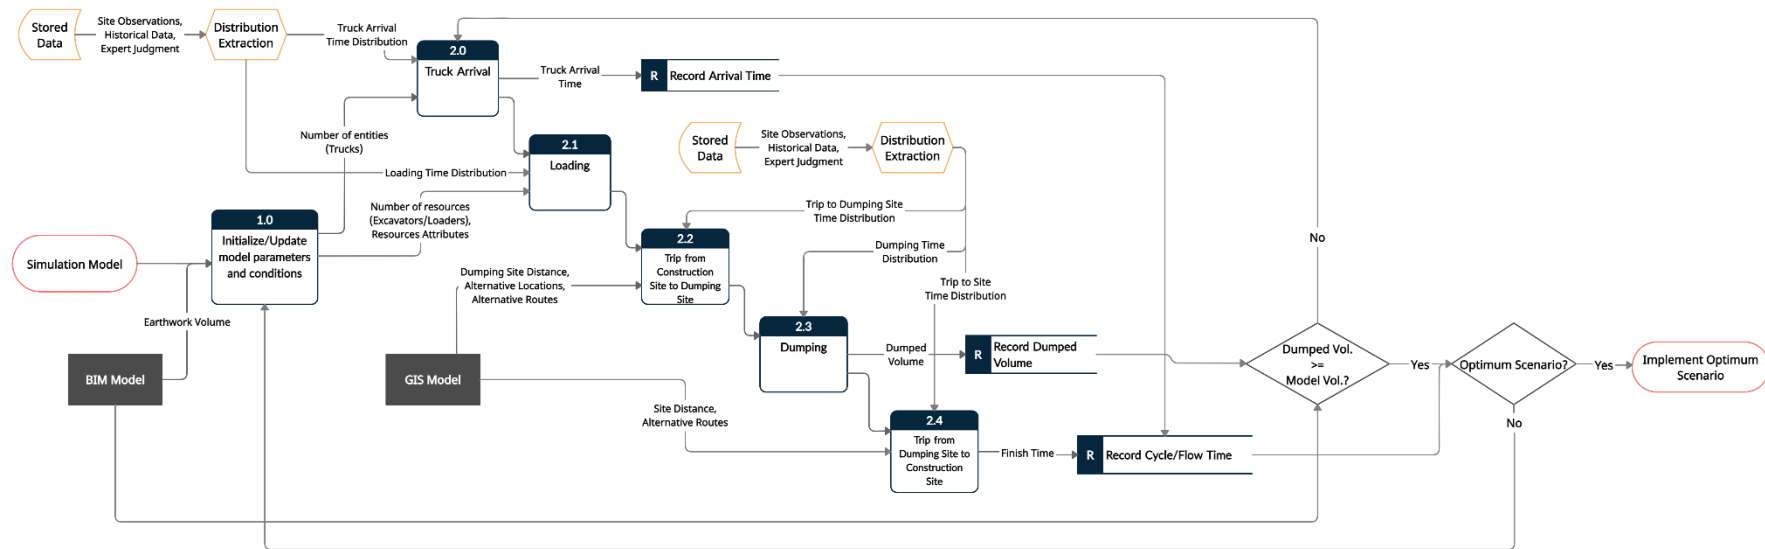 Stored
Data
Site Observations,
Historical Data,
Expert Judgment
Distribution
Extraction
Truck Arrival
Time Distribution
2.0
Truck Arrival
Truck Arrival
Time
R
Record Arrival Time
Number of entities
(Trucks)
2.1
Loading
Loading Time Distribution
Stored
Data
Site Observations,
Historical Data,
Expert Judgment
Distribution
Extraction
Number of resources
(Excavators/Loaders),
Resources Attributes
1.0
Initialize/Update
model parameters
and conditions
Simulation Model
Earthwork Volume
BIM Model
Trip to Dumping Site
Time Distribution
2.2
Trip from
Construction
Site to Dumping
Site
Dumping Time
Distribution
Dumping Site Distance,
Alternative Locations,
Alternative Routes
GIS Model
Trip to Site
Time Distribution
2.3
Dumping
Dumped
Volume
R
Record Dumped
Volume
Site Distance,
Alternative Routes
2.4
Trip from
Dumping Site to
Construction
Site
Finish Time
R
Record Cycle/Flow Time
No
Dumped Vol.
>=
Model Vol.?
Yes
Optimum Scenario?
Yes
Implement Optimum
Scenario
No